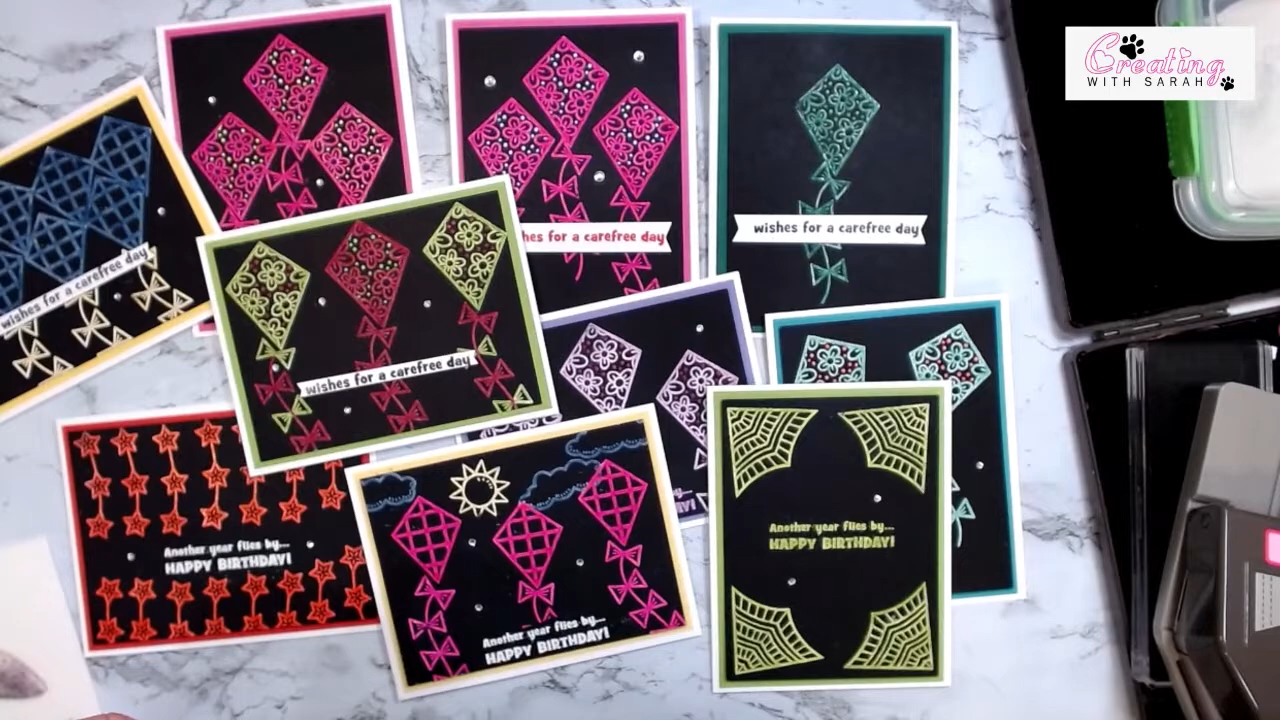 Creating
WITH SARAH
wishes for a carefree day
hes for a carefree day
wishes for a carefree day
wishes for a carefree day
Another year flies by...
HAPPY BIRTHDAY!
Another year flies by...
HAPPY BIRTHDAY!
Another year flies by...
HAPPY BIRTHDAY!